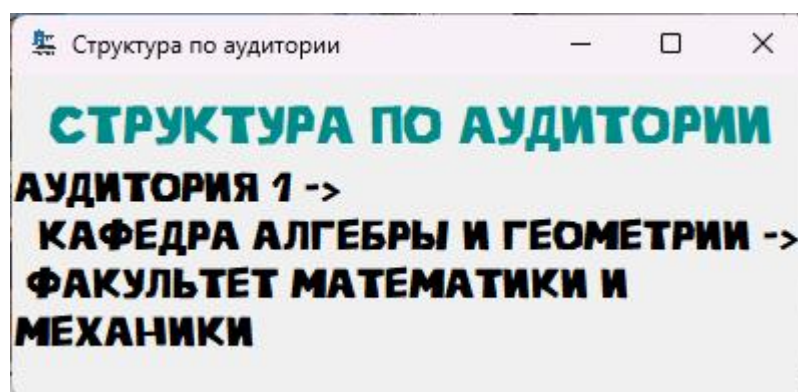 Структура по аудитории
СТРУКТУРА ПО АУДИТОРИИ
АУДИТОРИЯ 1 ->
КАФЕДРА АЛГЕБРЫ И ГЕОМЕТРИИ ->
ФАКУЛЬТЕТ МАТЕМАТИКИ И
МЕХАНИКИ